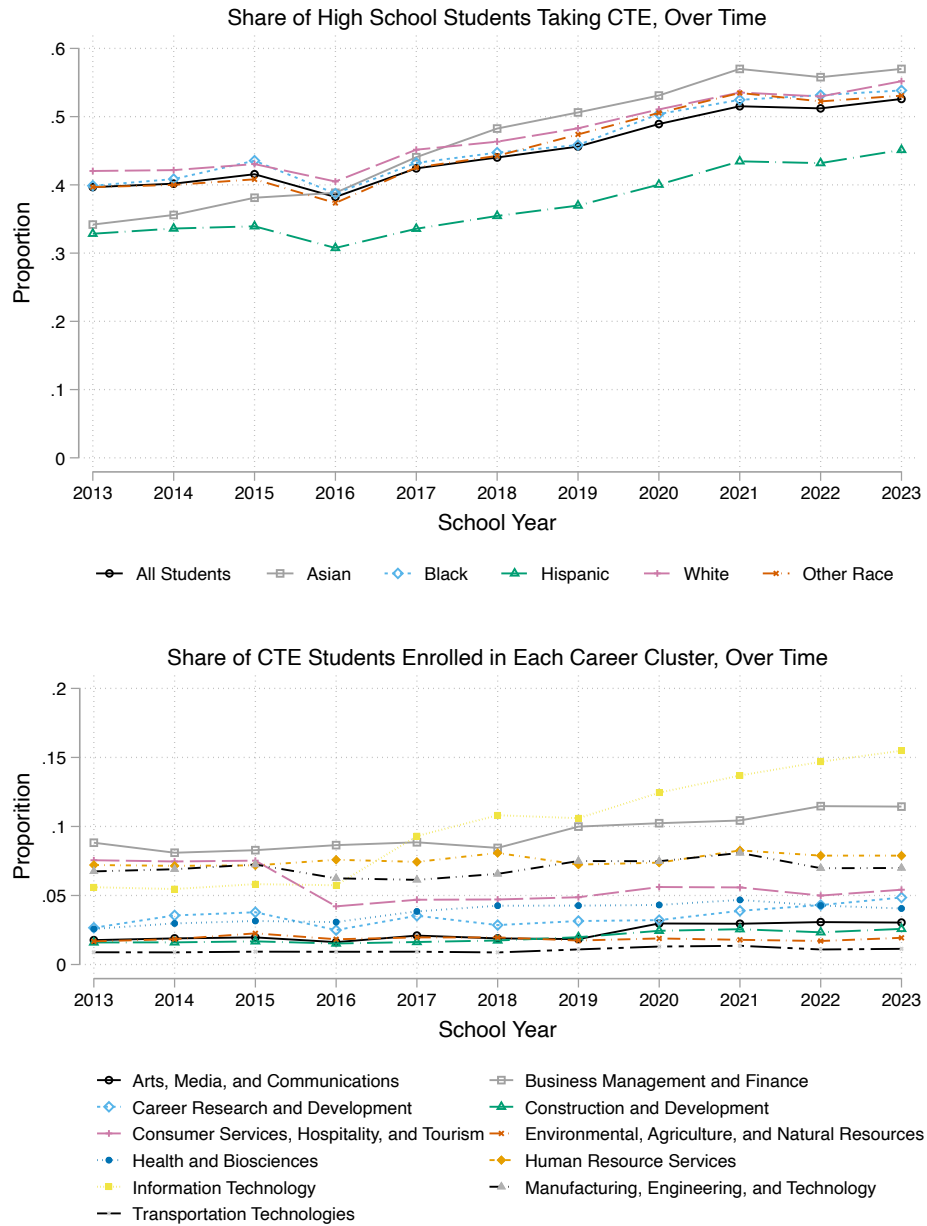 Share of High School Students Taking CTE, Over Time
.6
.5
.4
.3
.2
.1
0
Proportion
2013 2014 2015 2016 2017 2018 2019 2020 2021 2022 2023
School Year
All Students Asian Black Hispanic White Other Race
Share of CTE Students Enrolled in Each Career Cluster, Over Time
.2
.15
.1
.05
0
Proporition
2013 2014 2015 2016 2017 2018 2019 2020 2021 2022 2023
School Year
Arts, Media, and Communications Business Management and Finance
Career Research and Development Construction and Development
Consumer Services, Hospitality, and Tourism Environmental, Agriculture, and Natural Resources
Health and Biosciences Human Resource Services
Information Technology Manufacturing, Engineering, and Technology
Transportation Technologies